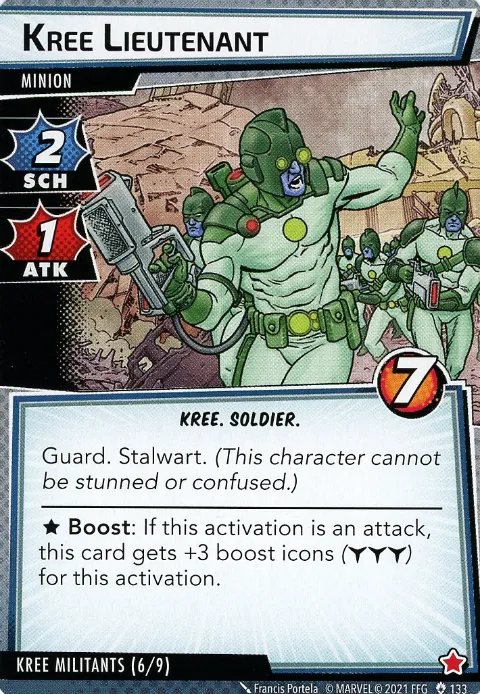 KREE LIEUTENANT
MINION
2
SCH
1
ATK
7
KREE. SOLDIER.
Guard. Stalwart. (This character cannot
be stunned or confused.)
★ Boost: If this activation is an attack,
this card gets +3 boost icons ()
for this activation.
KREE MILITANTS (6/9)
Francis Portela © MARVEL © 2021 FFG 133